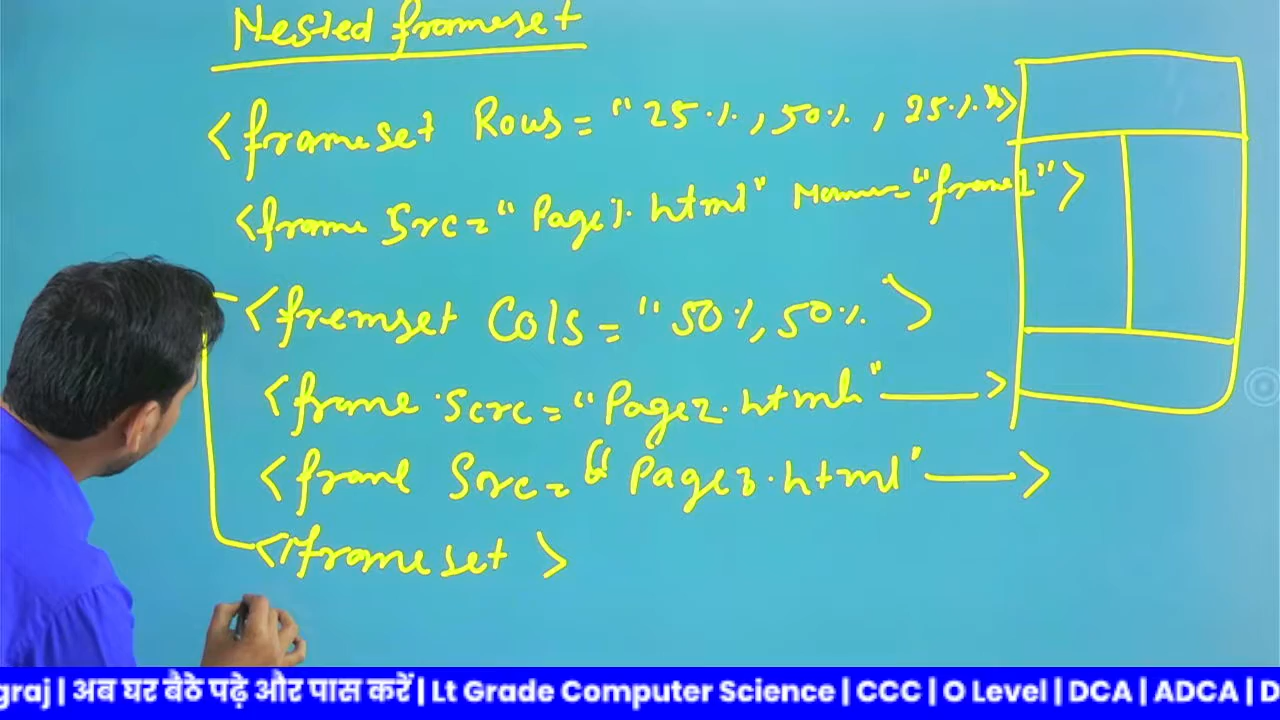 Nested frameset
<frameset Rows="25%, 50%, 25%">
<frame Src="Page1.html" Name="frame1">
<fremset Cols="50%, 50%>
<frame Scrc="Page2.html" >
<frame Src="Page3.html" >
</frameset>
graj | अब घर बैठे पढ़े और पास करें | Lt Grade Computer Science | CCC | O Level | DCA | ADCA | D